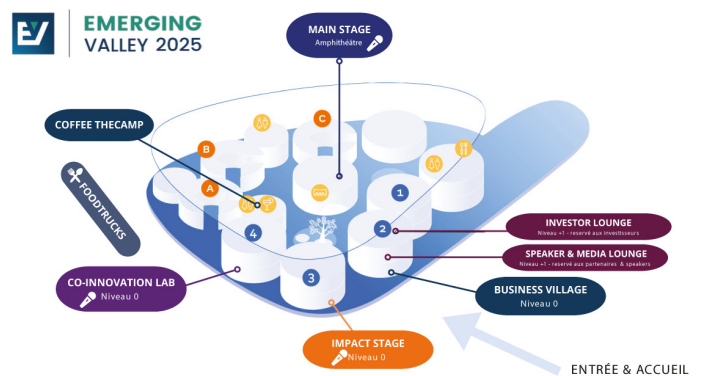 EMERGING
VALLEY 2025
MAIN STAGE
Amphithéâtre
COFFEE THECAMP
C
B
A
FOODTRUCKS
1
2
4
3
INVESTOR LOUNGE
Niveau +1 - reservé aux investisseurs
SPEAKER & MEDIA LOUNGE
Niveau +1 - reservé aux partenaires & speakers
CO-INNOVATION LAB
Niveau 0
BUSINESS VILLAGE
Niveau 0
IMPACT STAGE
Niveau 0
ENTRÉE & ACCUEIL